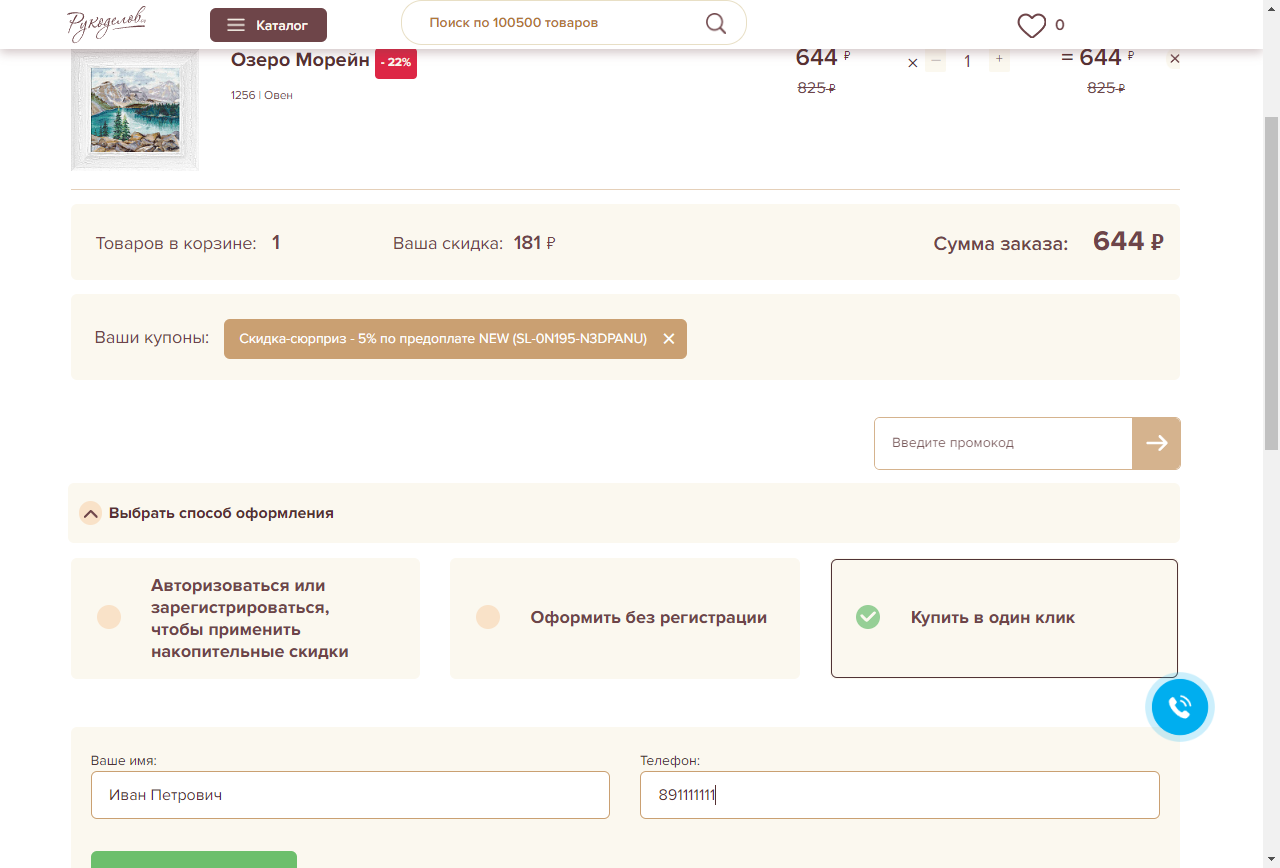 Рукоделов
Каталог
Поиск по 100500 товаров
0
Озеро Морейн - 22%
644 ₽
× − 1 +
= 644 ₽
×
825 ₽
825 ₽
1256 | Овен
Товаров в корзине: 1
Ваша скидка: 181 ₽
Сумма заказа: 644 ₽
Ваши купоны: Скидка-сюрприз - 5% по предоплате NEW (SL-0N195-N3DPANU) ×
Введите промокод
Выбрать способ оформления
Авторизоваться или
зарегистрироваться,
чтобы применить
накопительные скидки
Оформить без регистрации
Купить в один клик
Ваше имя:
Телефон:
Иван Петрович
891111111